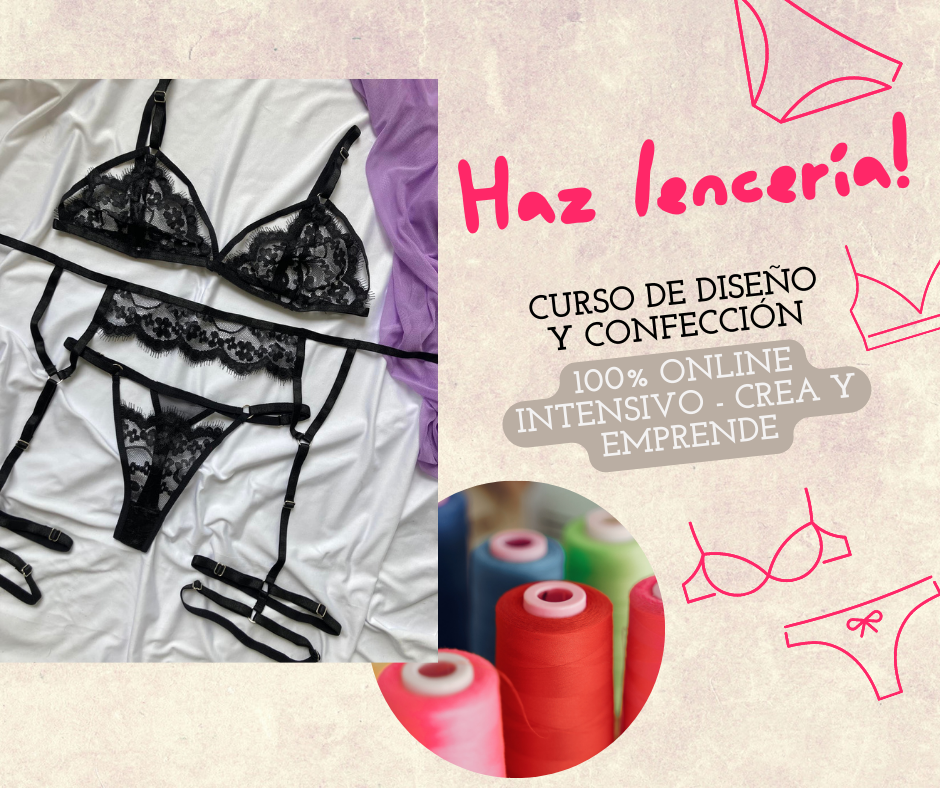 Haz lencería!
CURSO DE DISEÑO
Y CONFECCIÓN
100% ONLINE
INTENSIVO - CREA Y
EMPRENDE